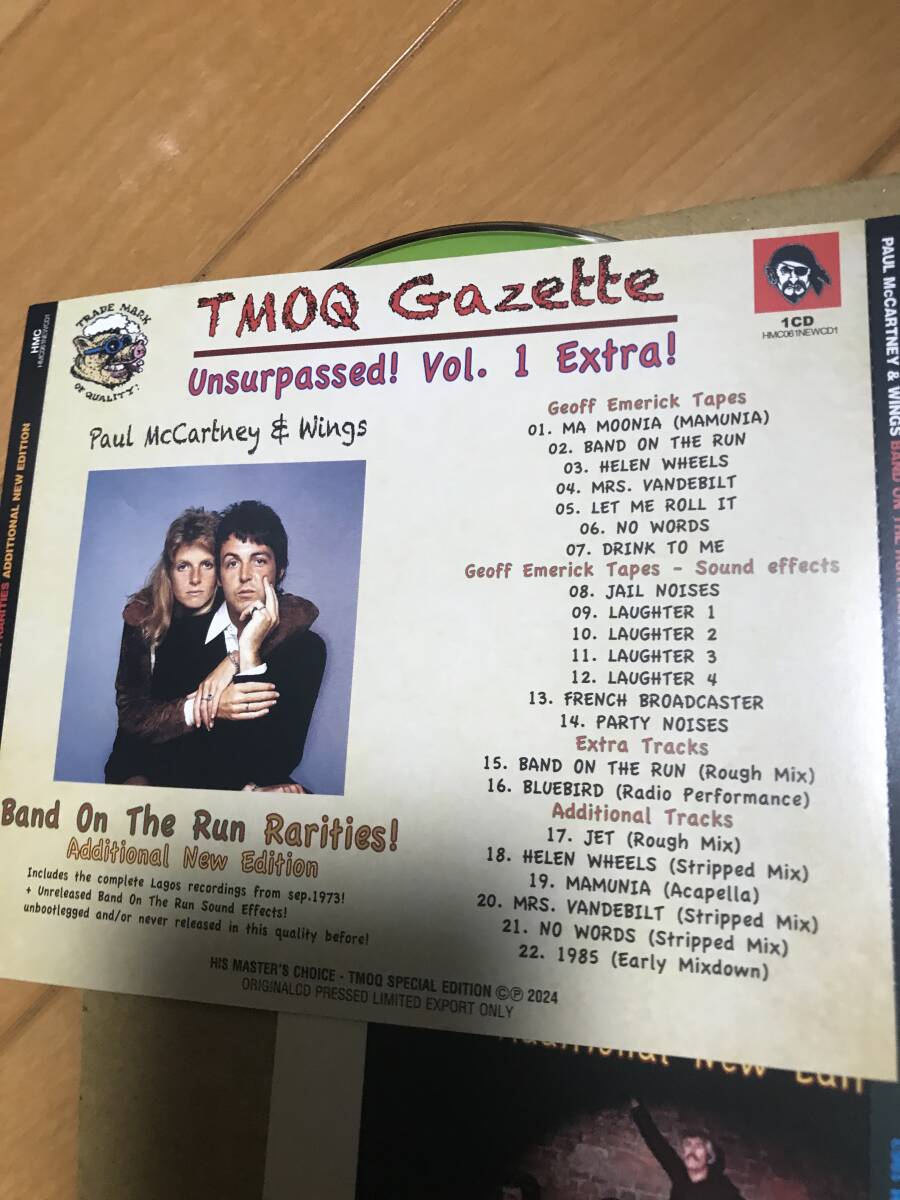 TRADE MARK
OF QUALITY!
TMOQ Gazette
Unsurpassed! Vol. 1 Extra!
1CD
HMC061NEWCD1
Paul McCartney & Wings
Geoff Emerick Tapes
01. MA MOONIA (MAMUNIA)
02. BAND ON THE RUN
03. HELEN WHEELS
04. MRS. VANDEBILT
05. LET ME ROLL IT
06. NO WORDS
07. DRINK TO ME
Geoff Emerick Tapes - Sound effects
08. JAIL NOISES
09. LAUGHTER 1
10. LAUGHTER 2
11. LAUGHTER 3
12. LAUGHTER 4
13. FRENCH BROADCASTER
14. PARTY NOISES
Extra Tracks
15. BAND ON THE RUN (Rough Mix)
16. BLUEBIRD (Radio Performance)
Additional Tracks
17. JET (Rough Mix)
18. HELEN WHEELS (Stripped Mix)
19. MAMUNIA (Acapella)
20. MRS. VANDEBILT (Stripped Mix)
21. NO WORDS (Stripped Mix)
22. 1985 (Early Mixdown)
Band On The Run Rarities!
Additional New Edition
Includes the complete Lagos recordings from sep.1973!
+ Unreleased Band On The Run Sound Effects!
unbootlegged and/or never released in this quality before!
HIS MASTER'S CHOICE - TMOQ SPECIAL EDITION ©℗ 2024
ORIGINALCD PRESSED LIMITED EXPORT ONLY
HMC
HMC061NEWCD1
RARITIES ADDITIONAL NEW EDITION
PAUL McCARTNEY & WINGS BAND ON THE RUN
Additional New Edit